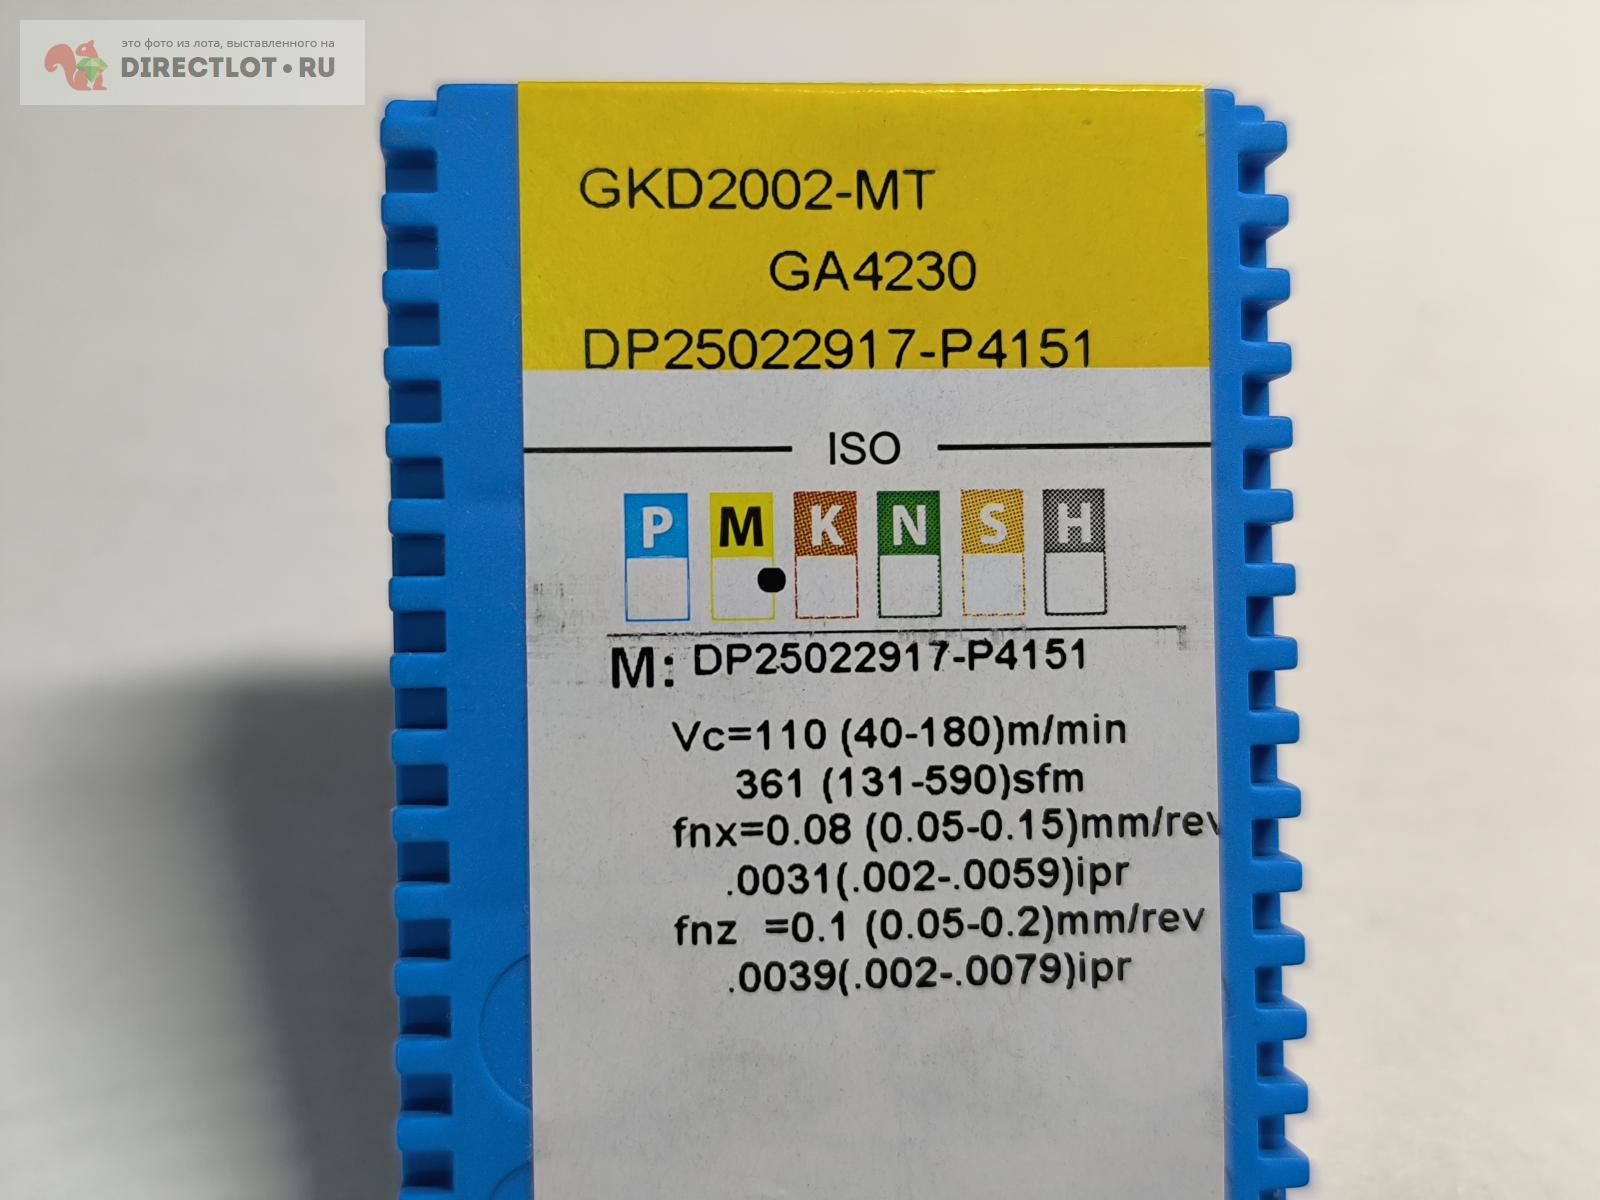 это фото из лота, выставленного на
DIRECTLOT•RU
GKD2002-MT
GA4230
DP25022917-P4151
ISO
P M K N S H
M: DP25022917-P4151
Vc=110 (40-180)m/min
361 (131-590)sfm
fnx=0.08 (0.05-0.15)mm/rev
.0031(.002-.0059)ipr
fnz =0.1 (0.05-0.2)mm/rev
.0039(.002-.0079)ipr